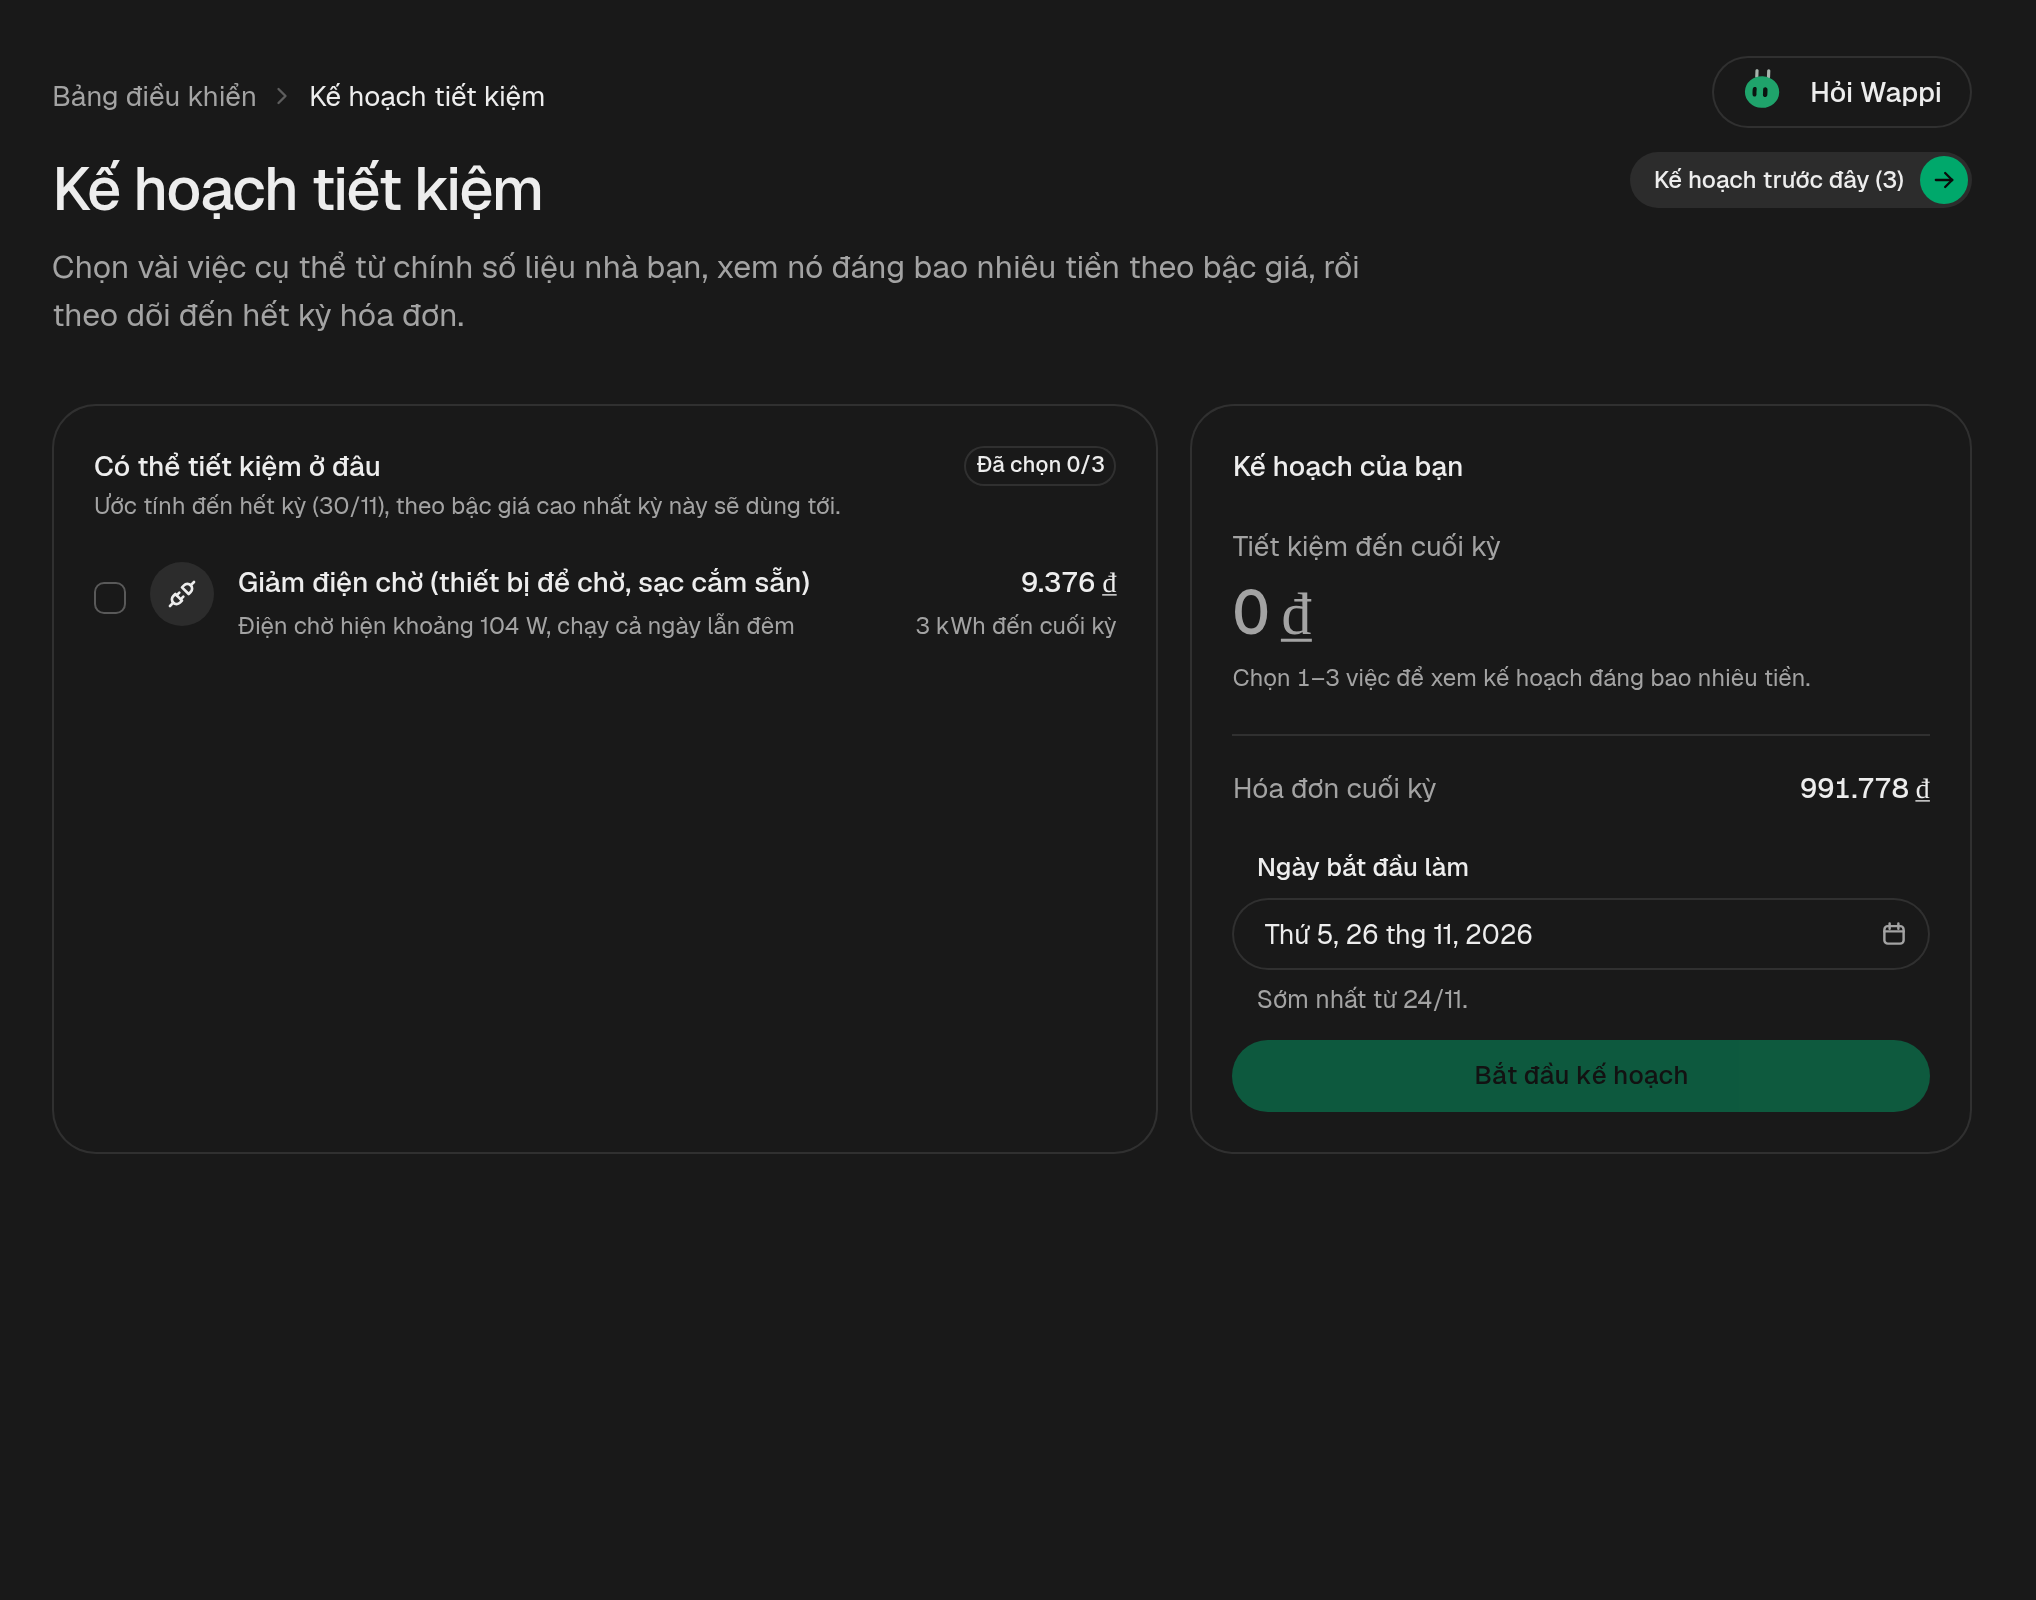 Bảng điều khiển > Kế hoạch tiết kiệm
Hỏi Wappi
Kế hoạch tiết kiệm
Kế hoạch trước đây (3)
Chọn vài việc cụ thể từ chính số liệu nhà bạn, xem nó đáng bao nhiêu tiền theo bậc giá, rồi
theo dõi đến hết kỳ hóa đơn.
Có thể tiết kiệm ở đâu
Đã chọn 0/3
Ước tính đến hết kỳ (30/11), theo bậc giá cao nhất kỳ này sẽ dùng tới.
Giảm điện chờ (thiết bị để chờ, sạc cắm sẵn)
9.376 ₫
Điện chờ hiện khoảng 104 W, chạy cả ngày lẫn đêm
3 kWh đến cuối kỳ
Kế hoạch của bạn
Tiết kiệm đến cuối kỳ
0 ₫
Chọn 1–3 việc để xem kế hoạch đáng bao nhiêu tiền.
Hóa đơn cuối kỳ
991.778 ₫
Ngày bắt đầu làm
Thứ 5, 26 thg 11, 2026
Sớm nhất từ 24/11.
Bắt đầu kế hoạch